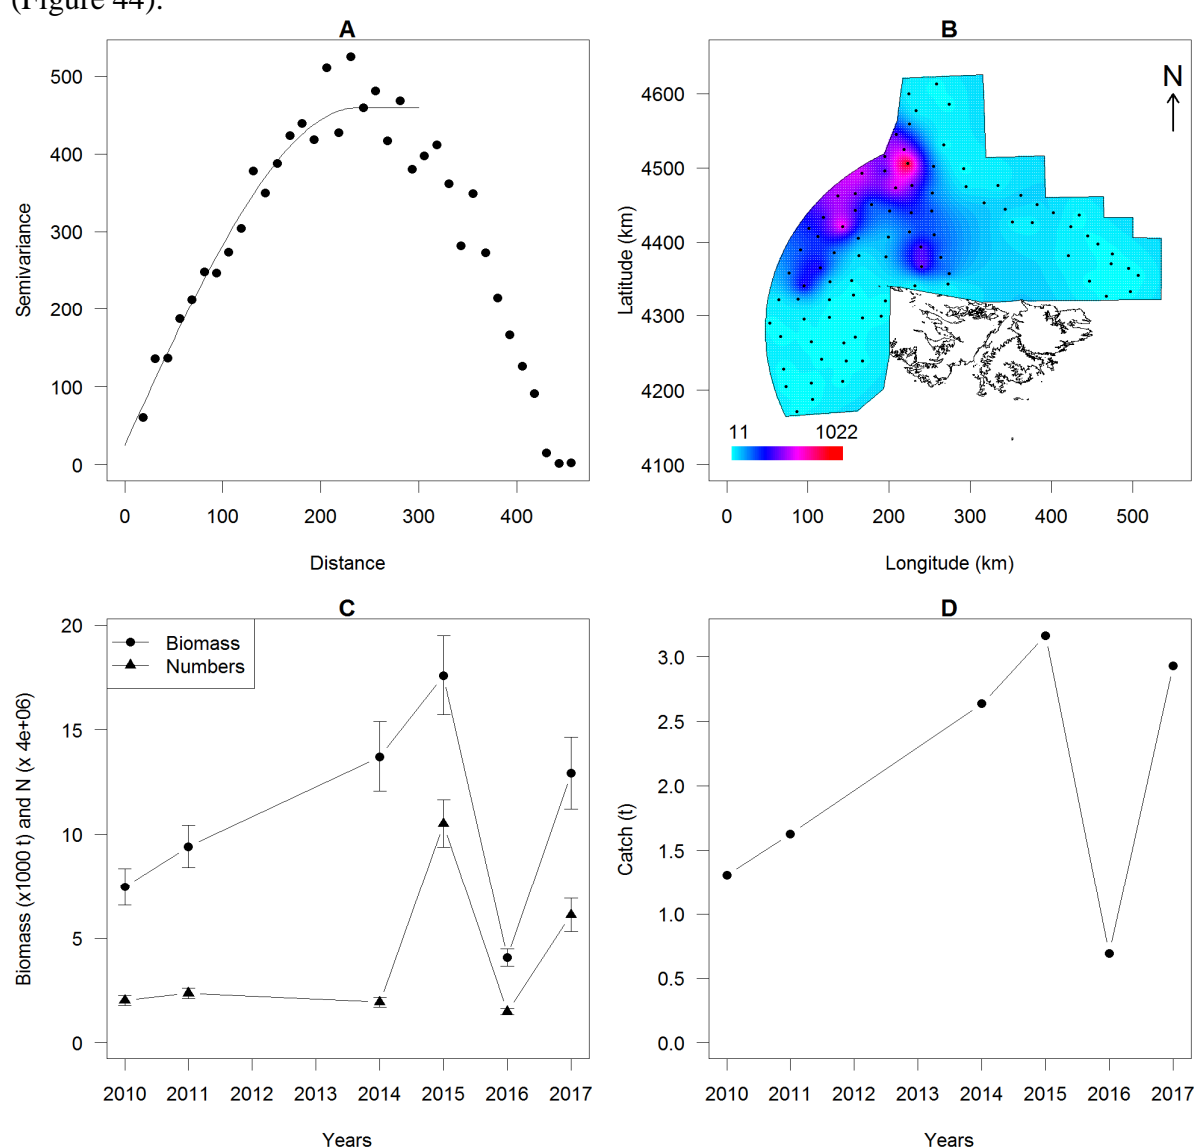 (Figure 44).
A
Semivariance
500
400
300
200
100
0
0 100 200 300 400
Distance
B
N
Latitude (km)
4600
4500
4400
4300
4200
4100
11 1022
0 100 200 300 400 500
Longitude (km)
C
Biomass
Numbers
Biomass (x1000 t) and N (x 4e+06)
20
15
10
5
0
2010 2011 2012 2013 2014 2015 2016 2017
Years
D
Catch (t)
3.0
2.5
2.0
1.5
1.0
0.5
0.0
2010 2011 2012 2013 2014 2015 2016 2017
Years